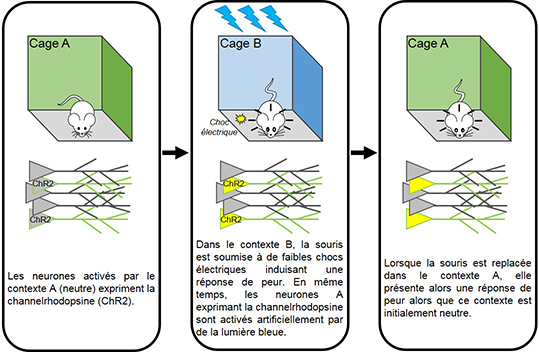 Cage A
ChR2
ChR2
Les neurones activés par le
contexte A (neutre) expriment la
channelrhodopsine (ChR2).
Cage B
Choc
électrique
ChR2
ChR2
Dans le contexte B, la souris
est soumise à de faibles chocs
électriques induisant une
réponse de peur. En même
temps, les neurones A
exprimant la channelrhodopsine
sont activés artificiellement par
de la lumière bleue.
Cage A
Lorsque la souris est replacée
dans le contexte A, elle
présente alors une réponse de
peur alors que ce contexte est
initialement neutre.